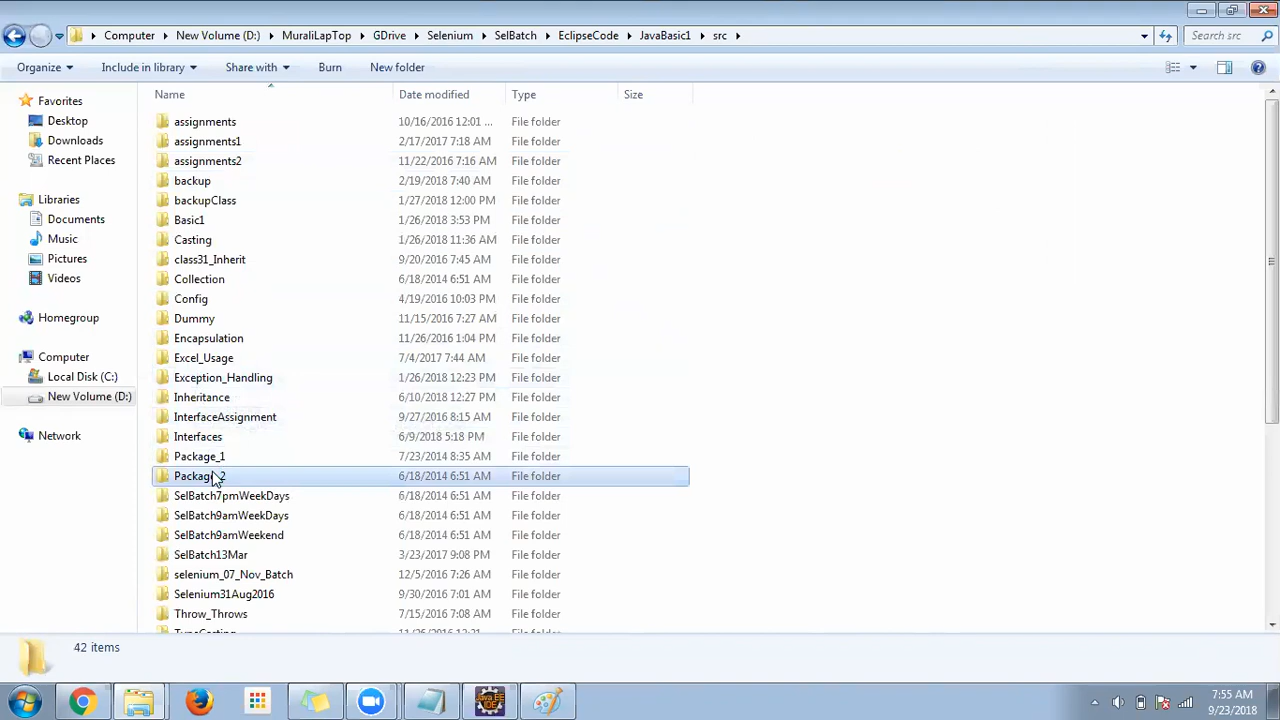 Computer New Volume (D:) MuraliLapTop GDrive Selenium SelBatch EclipseCode JavaBasic1 src Search src
Organize Include in library Share with Burn New folder
Name Date modified Type Size
Favorites
Desktop
Downloads
Recent Places
Libraries
Documents
Music
Pictures
Videos
Homegroup
Computer
Local Disk (C:)
New Volume (D:)
Network
assignments 10/16/2016 12:01 ... File folder
assignments1 2/17/2017 7:18 AM File folder
assignments2 11/22/2016 7:16 AM File folder
backup 2/19/2018 7:40 AM File folder
backupClass 1/27/2018 12:00 PM File folder
Basic1 1/26/2018 3:53 PM File folder
Casting 1/26/2018 11:36 AM File folder
class31_Inherit 9/20/2016 7:45 AM File folder
Collection 6/18/2014 6:51 AM File folder
Config 4/19/2016 10:03 PM File folder
Dummy 11/15/2016 7:27 AM File folder
Encapsulation 11/26/2016 1:04 PM File folder
Excel_Usage 7/4/2017 7:44 AM File folder
Exception_Handling 1/26/2018 12:23 PM File folder
Inheritance 6/10/2018 12:27 PM File folder
InterfaceAssignment 9/27/2016 8:15 AM File folder
Interfaces 6/9/2018 5:18 PM File folder
Package_1 7/23/2014 8:35 AM File folder
Package_2 6/18/2014 6:51 AM File folder
SelBatch7pmWeekDays 6/18/2014 6:51 AM File folder
SelBatch9amWeekDays 6/18/2014 6:51 AM File folder
SelBatch9amWeekend 6/18/2014 6:51 AM File folder
SelBatch13Mar 3/23/2017 9:08 PM File folder
selenium_07_Nov_Batch 12/5/2016 7:26 AM File folder
Selenium31Aug2016 9/30/2016 7:01 AM File folder
Throw_Throws 7/15/2016 7:08 AM File folder
42 items
Java EE
IDE
7:55 AM
9/23/2018